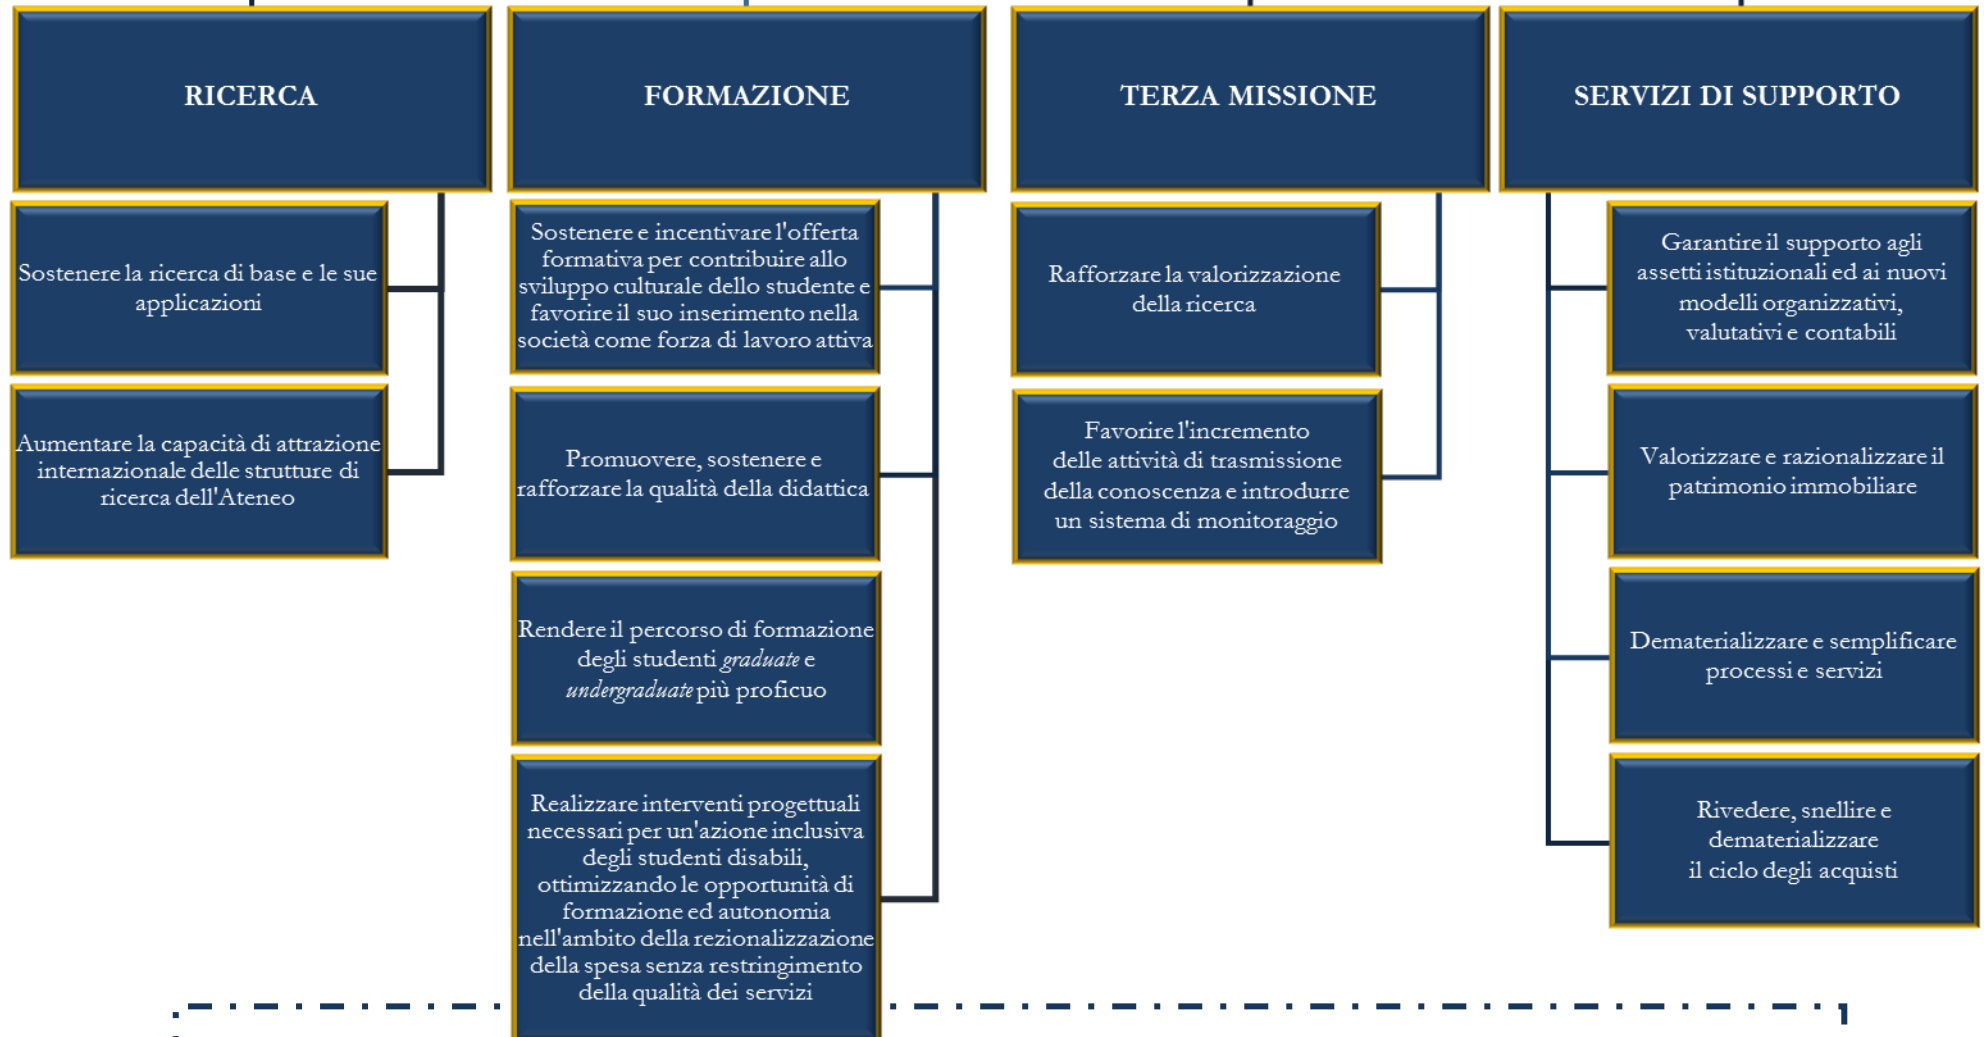 RICERCA
Sostenere la ricerca di base e le sue
applicazioni
Aumentare la capacità di attrazione
internazionale delle strutture di
ricerca dell'Ateneo
FORMAZIONE
Sostenere e incentivare l'offerta
formativa per contribuire allo
sviluppo culturale dello studente e
favorire il suo inserimento nella
società come forza di lavoro attiva
Promuovere, sostenere e
rafforzare la qualità della didattica
Rendere il percorso di formazione
degli studenti graduate e
undergraduate più proficuo
Realizzare interventi progettuali
necessari per un'azione inclusiva
degli studenti disabili,
ottimizzando le opportunità di
formazione ed autonomia
nell'ambito della rezionalizzazione
della spesa senza restringimento
della qualità dei servizi
TERZA MISSIONE
Rafforzare la valorizzazione
della ricerca
Favorire l'incremento
delle attività di trasmissione
della conoscenza e introdurre
un sistema di monitoraggio
SERVIZI DI SUPPORTO
Garantire il supporto agli
assetti istituzionali ed ai nuovi
modelli organizzativi,
valutativi e contabili
Valorizzare e razionalizzare il
patrimonio immobiliare
Dematerializzare e semplificare
processi e servizi
Rivedere, snellire e
dematerializzare
il ciclo degli acquisti